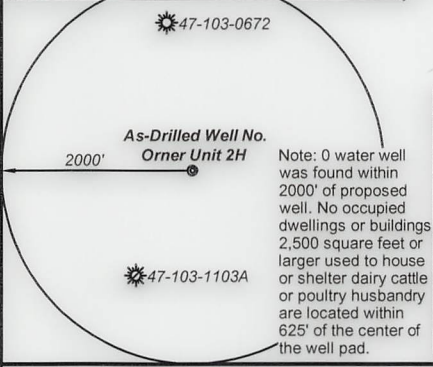 47-103-0672
As-Drilled Well No.
Orner Unit 2H
2000'
Note: 0 water well
was found within
2000' of proposed
well. No occupied
dwellings or buildings
2,500 square feet or
larger used to house
or shelter dairy cattle
or poultry husbandry
are located within
625' of the center of
the well pad.
47-103-1103A